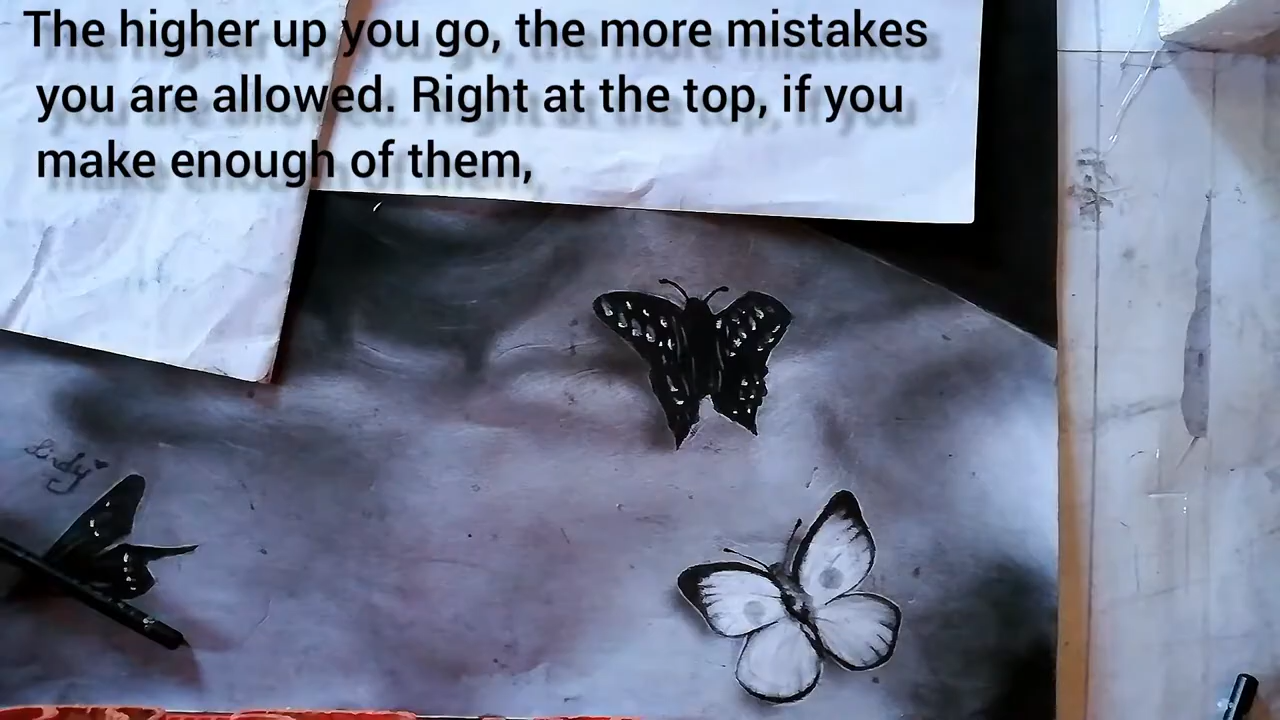 The higher up you go, the more mistakes
you are allowed. Right at the top, if you
make enough of them,
Lindy